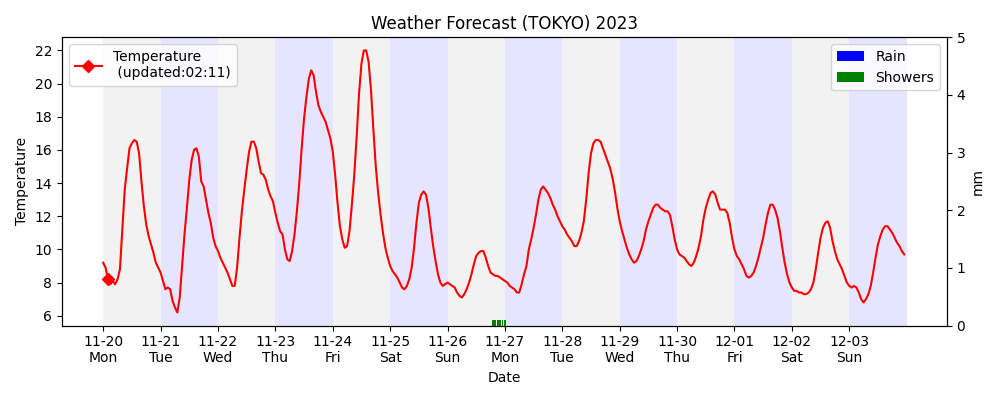 Weather Forecast (TOKYO) 2023
Temperature
(updated:02:11)
Rain
Showers
Temperature
22
20
18
16
14
12
10
8
6
5
4
3
2
1
0
mm
11-20 11-21 11-22 11-23 11-24 11-25 11-26 11-27 11-28 11-29 11-30 12-01 12-02 12-03
Mon Tue Wed Thu Fri Sat Sun Mon Tue Wed Thu Fri Sat Sun
Date